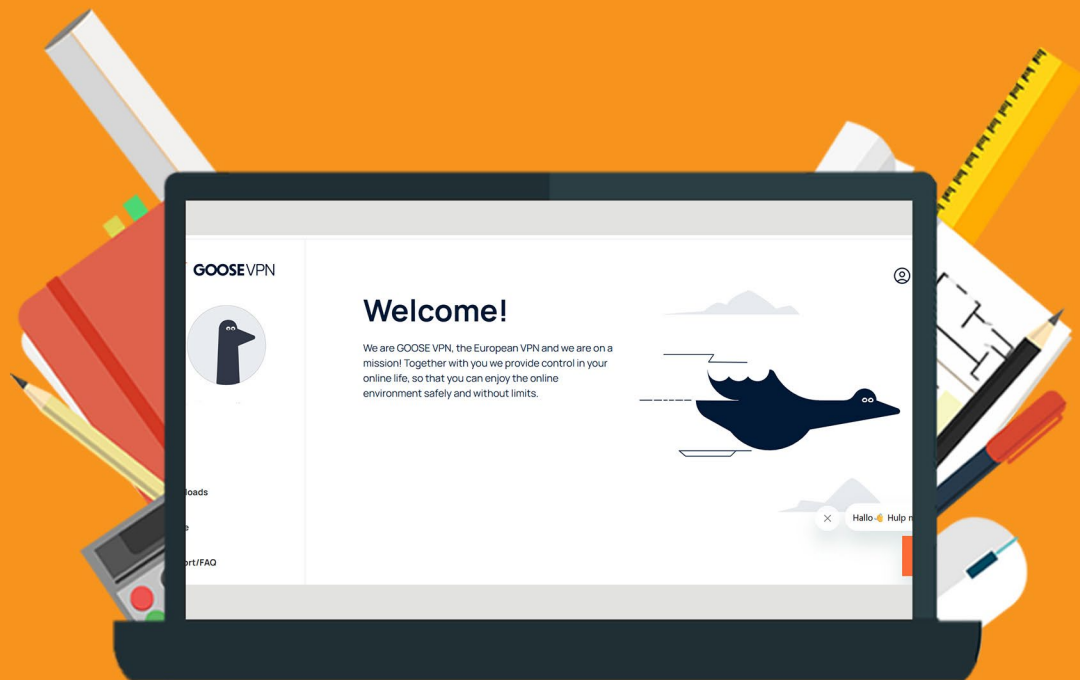 GOOSEVPN
Welcome!
We are GOOSE VPN, the European VPN and we are on a
mission! Together with you we provide control in your
online life, so that you can enjoy the online
environment safely and without limits.
loads
e
ort/FAQ
Hallo Hulp